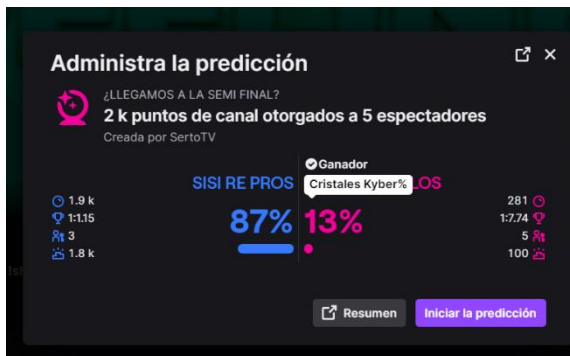 Administra la predicción
¿LLEGAMOS A LA SEMI FINAL?
2 k puntos de canal otorgados a 5 espectadores
Creada por SertoTV
Ganador
SISI RE PROS
Cristales Kyber%
LOS
1.9 k
1:1.15
3
1.8 k
87%
13%
281
1:7.74
5
100
Resumen
Iniciar la predicción